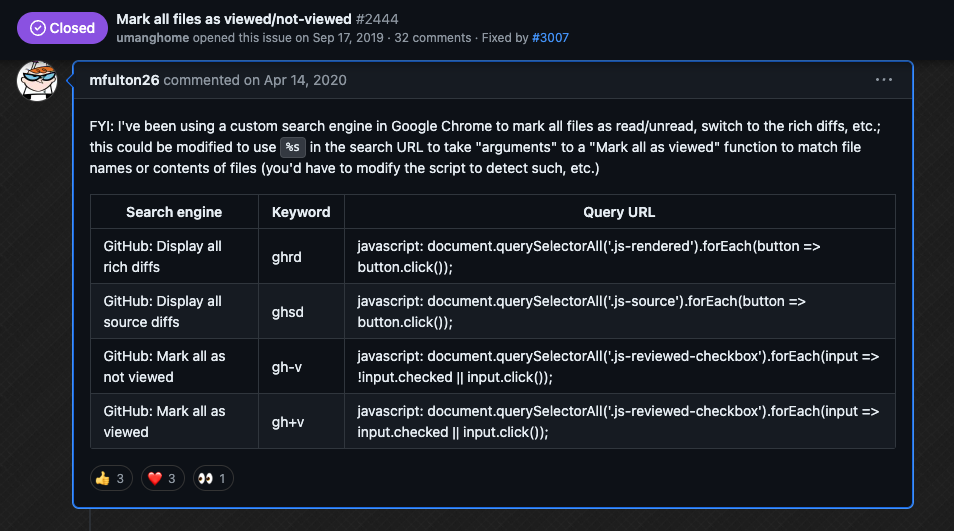 Closed
Mark all files as viewed/not-viewed #2444
umanghome opened this issue on Sep 17, 2019 · 32 comments · Fixed by #3007
mfulton26 commented on Apr 14, 2020
FYI: I've been using a custom search engine in Google Chrome to mark all files as read/unread, switch to the rich diffs, etc.;
this could be modified to use %s in the search URL to take "arguments" to a "Mark all as viewed" function to match file
names or contents of files (you'd have to modify the script to detect such, etc.)
Search engine Keyword Query URL
GitHub: Display all
rich diffs
ghrd
javascript: document.querySelectorAll('.js-rendered').forEach(button =>
button.click());
GitHub: Display all
source diffs
ghsd
javascript: document.querySelectorAll('.js-source').forEach(button =>
button.click());
GitHub: Mark all as
not viewed
gh-v
javascript: document.querySelectorAll('.js-reviewed-checkbox').forEach(input =>
!input.checked || input.click());
GitHub: Mark all as
viewed
gh+v
javascript: document.querySelectorAll('.js-reviewed-checkbox').forEach(input =>
input.checked || input.click());
👍 3 ❤️ 3 👀 1